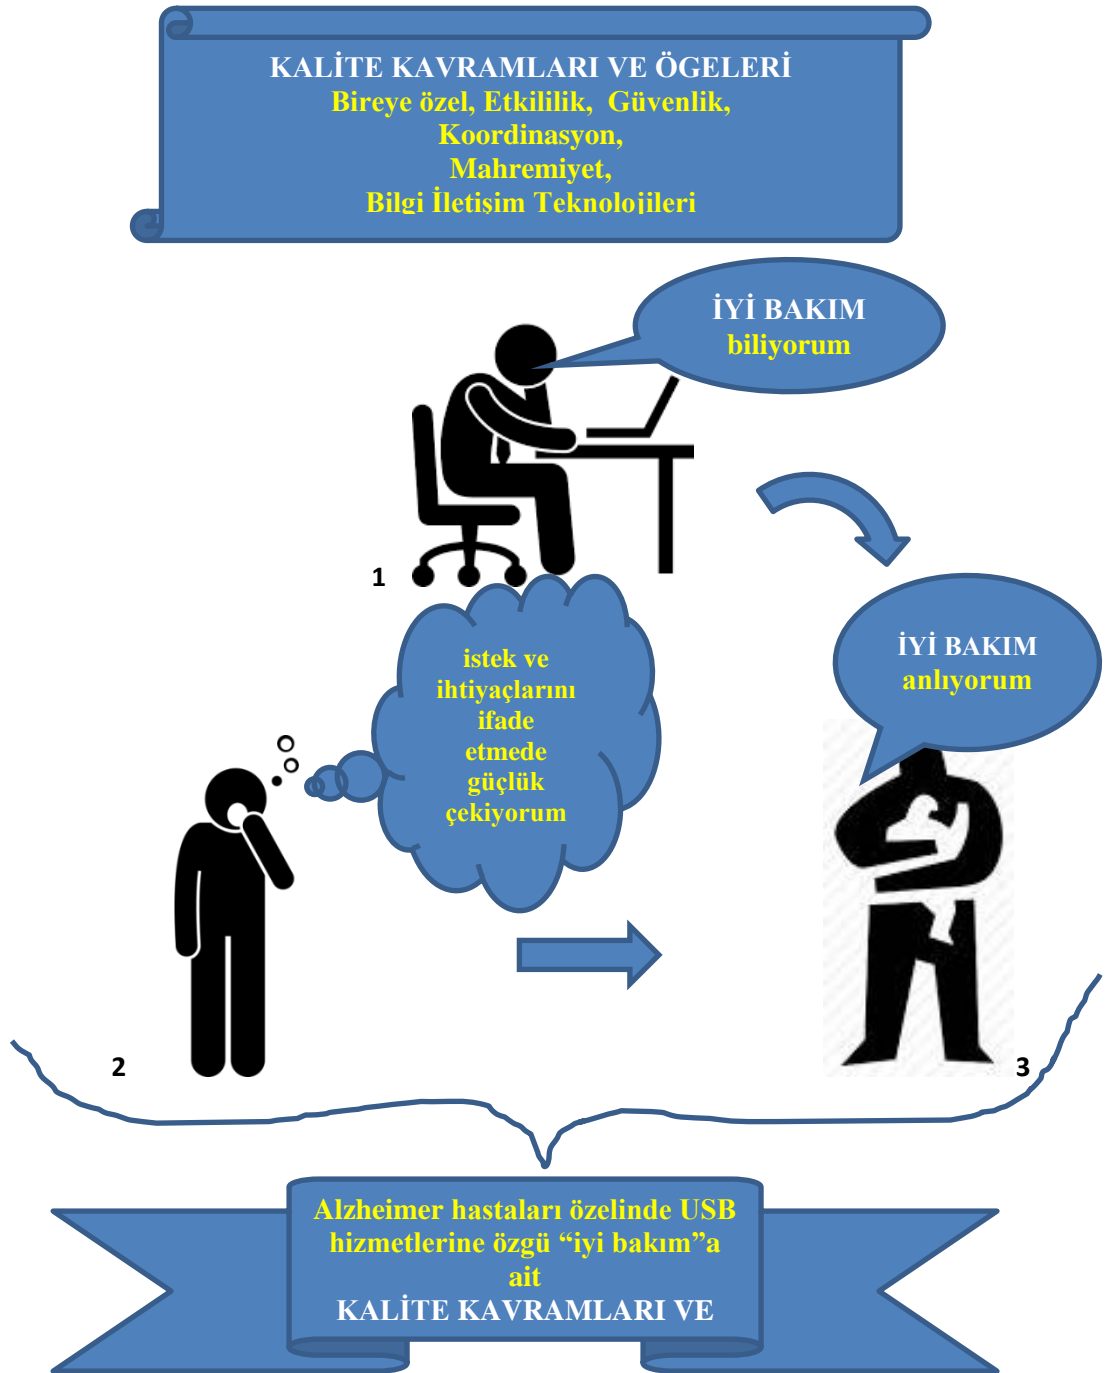 KALİTE KAVRAMLARI VE ÖGELERİ
Bireye özel, Etkililik, Güvenlik,
Koordinasyon,
Mahremiyet,
Bilgi İletişim Teknolojileri
İYİ BAKIM
biliyorum
1
istek ve
ihtiyaçlarını
ifade
etmede
güçlük
çekiyorum
İYİ BAKIM
anlıyorum
2
3
Alzheimer hastaları özelinde USB
hizmetlerine özgü “iyi bakım”a
ait
KALİTE KAVRAMLARI VE